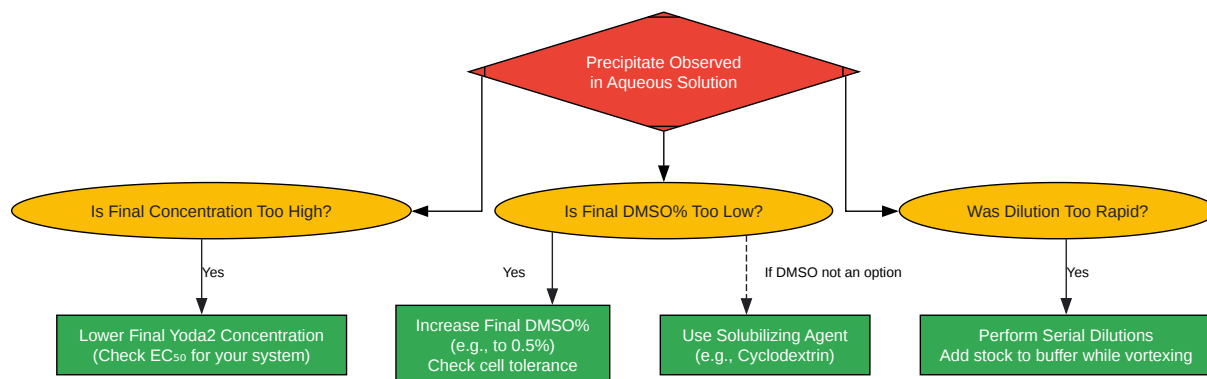 Precipitate Observed
in Aqueous Solution
Is Final Concentration Too High?
Is Final DMSO% Too Low?
Was Dilution Too Rapid?
Yes
Yes
If DMSO not an option
Yes
Lower Final Yoda2 Concentration
(Check EC₅₀ for your system)
Increase Final DMSO%
(e.g., to 0.5%)
Check cell tolerance
Use Solubilizing Agent
(e.g., Cyclodextrin)
Perform Serial Dilutions
Add stock to buffer while vortexing